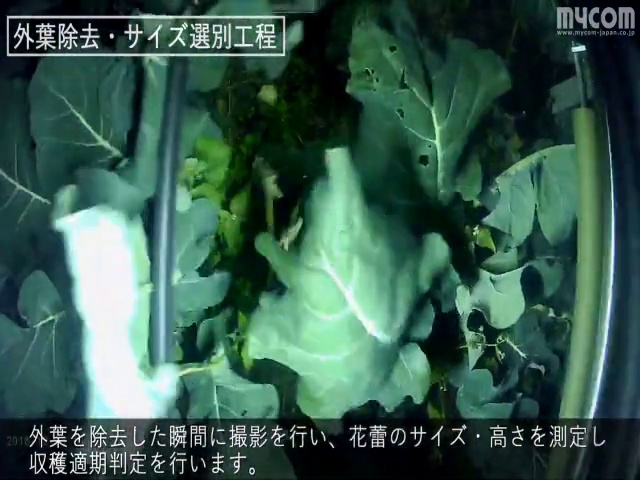 外葉除去・サイズ選別工程
mycom
www.mycom-japan.co.jp
外葉を除去した瞬間に撮影を行い、花蕾のサイズ・高さを測定し
収穫適期判定を行います。